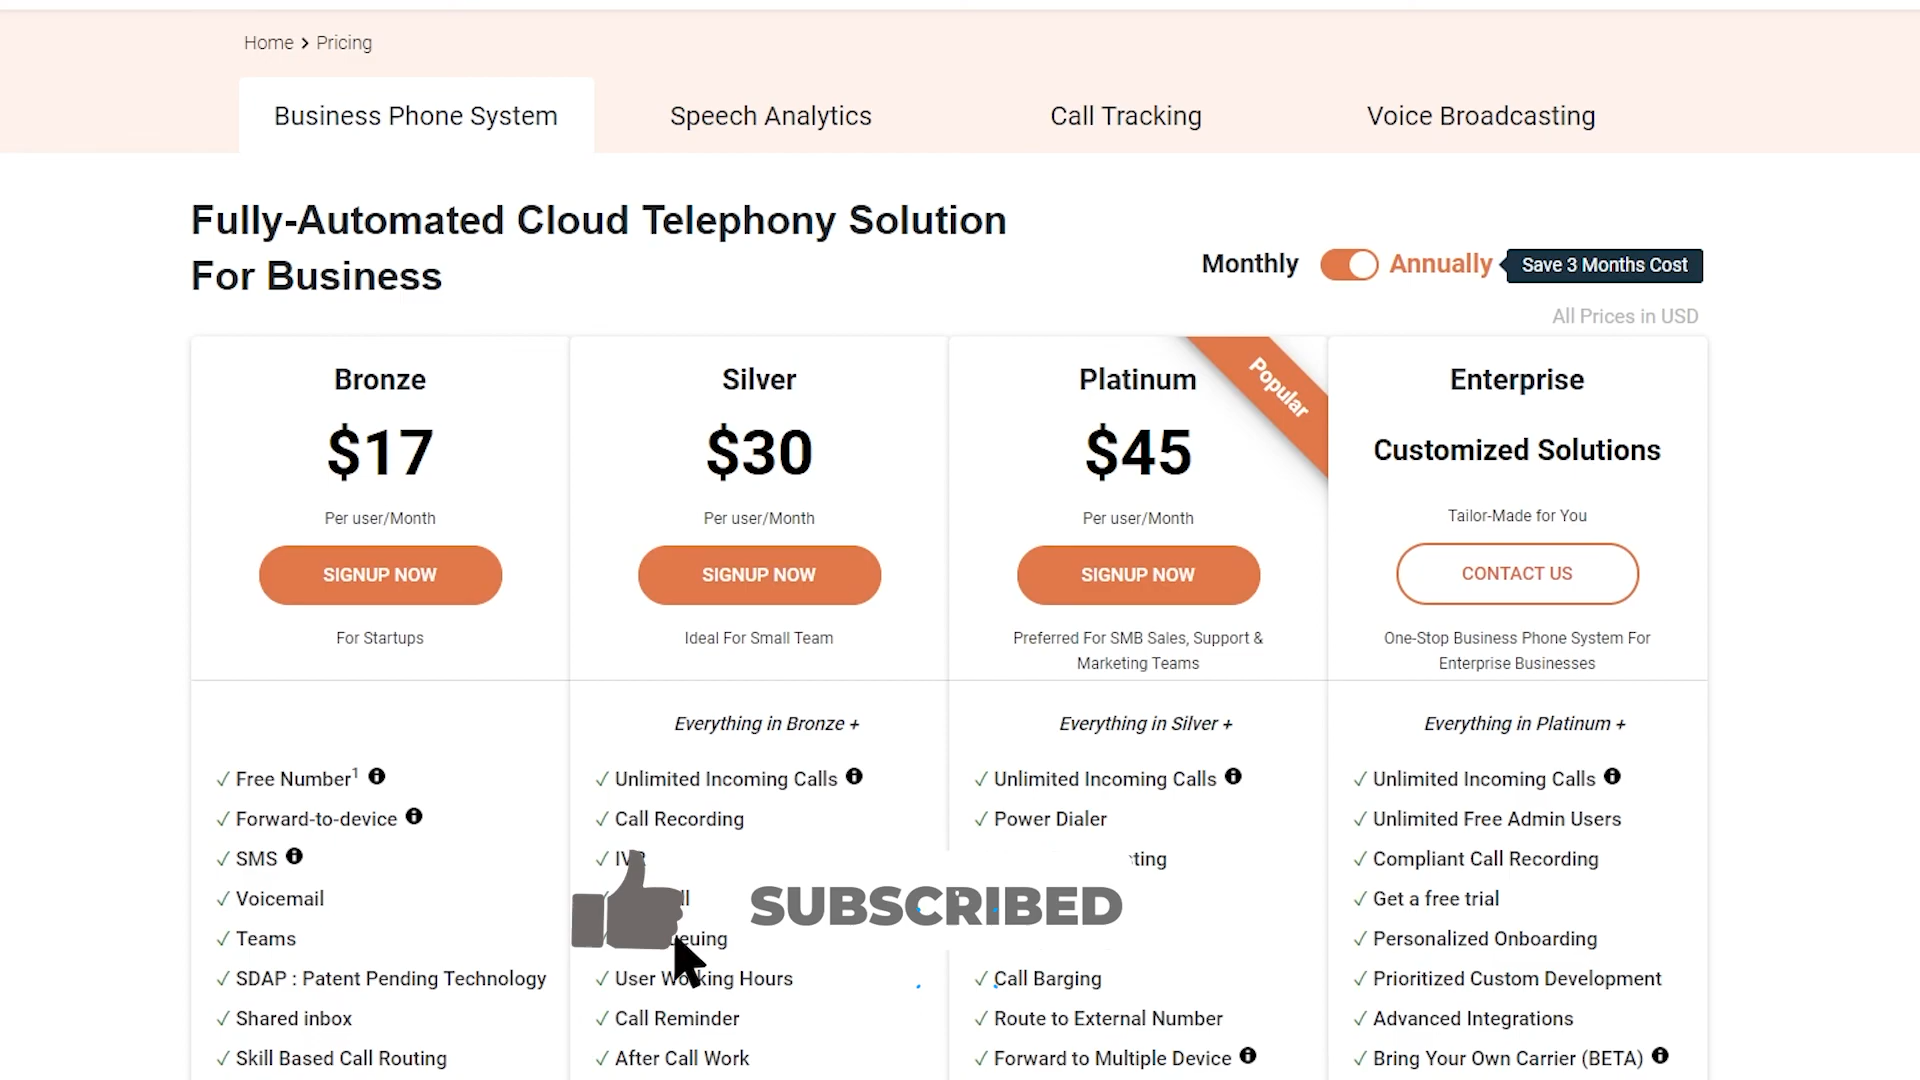 Home > Pricing
Business Phone System
Speech Analytics
Call Tracking
Voice Broadcasting
Fully-Automated Cloud Telephony Solution
For Business
Monthly
Annually
Save 3 Months Cost
All Prices in USD
Bronze
$17
Per user/Month
SIGNUP NOW
For Startups
Free Number1
Forward-to-device
SMS
Voicemail
Teams
SDAP : Patent Pending Technology
Shared inbox
Skill Based Call Routing
Silver
$30
Per user/Month
SIGNUP NOW
Ideal For Small Team
Everything in Bronze +
Unlimited Incoming Calls
Call Recording
User Working Hours
Call Reminder
After Call Work
Platinum
Popular
$45
Per user/Month
SIGNUP NOW
Preferred For SMB Sales, Support &
Marketing Teams
Everything in Silver +
Unlimited Incoming Calls
Power Dialer
Call Barging
Route to External Number
Forward to Multiple Device
Enterprise
Customized Solutions
Tailor-Made for You
CONTACT US
One-Stop Business Phone System For
Enterprise Businesses
Everything in Platinum +
Unlimited Incoming Calls
Unlimited Free Admin Users
Compliant Call Recording
Get a free trial
Personalized Onboarding
Prioritized Custom Development
Advanced Integrations
Bring Your Own Carrier (BETA)
SUBSCRIBED